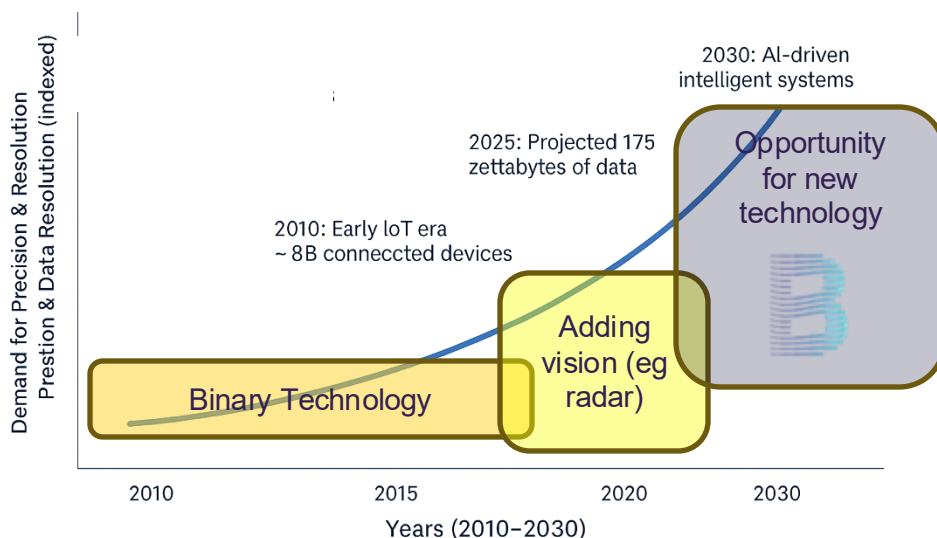 Demand for Precision & Resolution
Prestion & Data Resolution (indexed)
2030: AI-driven
intelligent systems
2025: Projected 175
zettabytes of data
2010: Early IoT era
~ 8B conneccted devices
Opportunity
for new
technology
B
Adding
vision (eg
radar)
Binary Technology
2010
2015
2020
2030
Years (2010–2030)